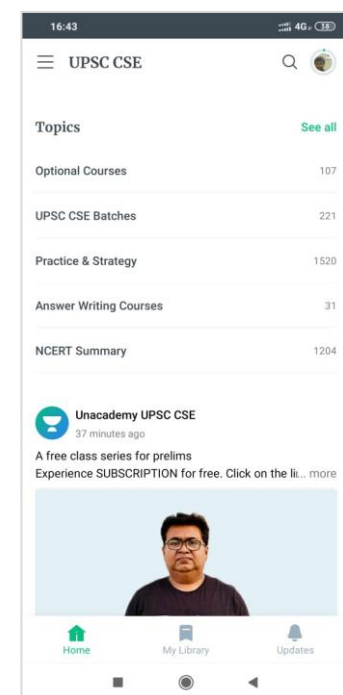 16:43
4G 38
UPSC CSE
Topics
See all
Optional Courses
107
UPSC CSE Batches
221
Practice & Strategy
1520
Answer Writing Courses
31
NCERT Summary
1204
Unacademy UPSC CSE
37 minutes ago
A free class series for prelims
Experience SUBSCRIPTION for free. Click on the li... more
Home
My Library
Updates